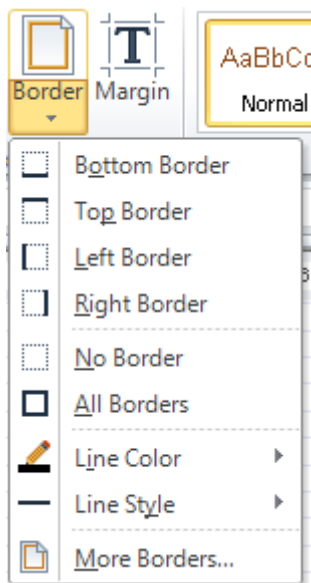 Border Margin
T
AaBbCc
Normal
Bottom Border
Top Border
Left Border
Right Border
No Border
All Borders
Line Color
Line Style
More Borders...